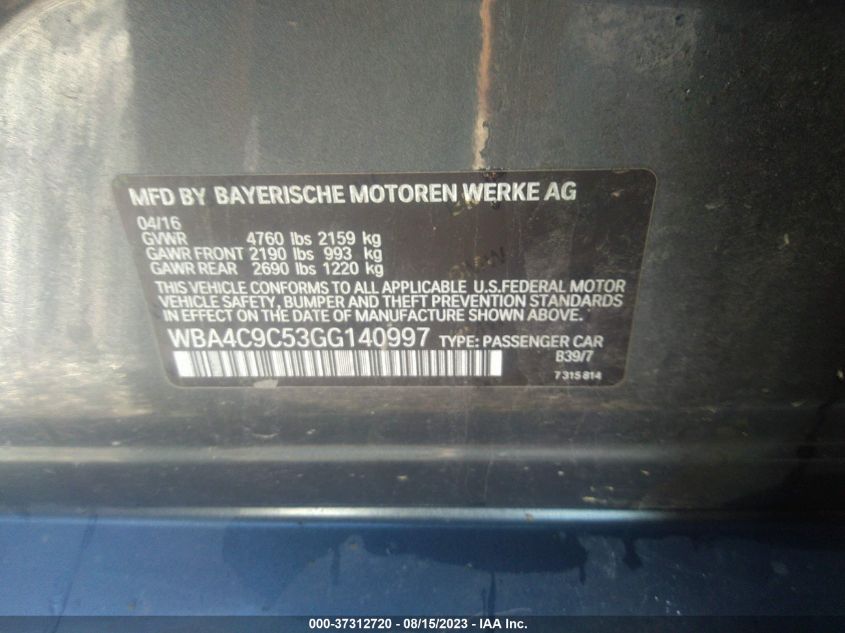 MFD BY BAYERISCHE MOTOREN WERKE AG
04/16
GVWR 4760 lbs 2159 kg
GAWR FRONT 2190 lbs 993 kg
GAWR REAR 2690 lbs 1220 kg
THIS VEHICLE CONFORMS TO ALL APPLICABLE U.S.FEDERAL MOTOR
VEHICLE SAFETY, BUMPER AND THEFT PREVENTION STANDARDS
IN EFFECT ON THE DATE OF MANUFACTURE SHOWN ABOVE.
WBA4C9C53GG140997 TYPE: PASSENGER CAR
B39/7
7315814
000-37312720 - 08/15/2023 - IAA Inc.